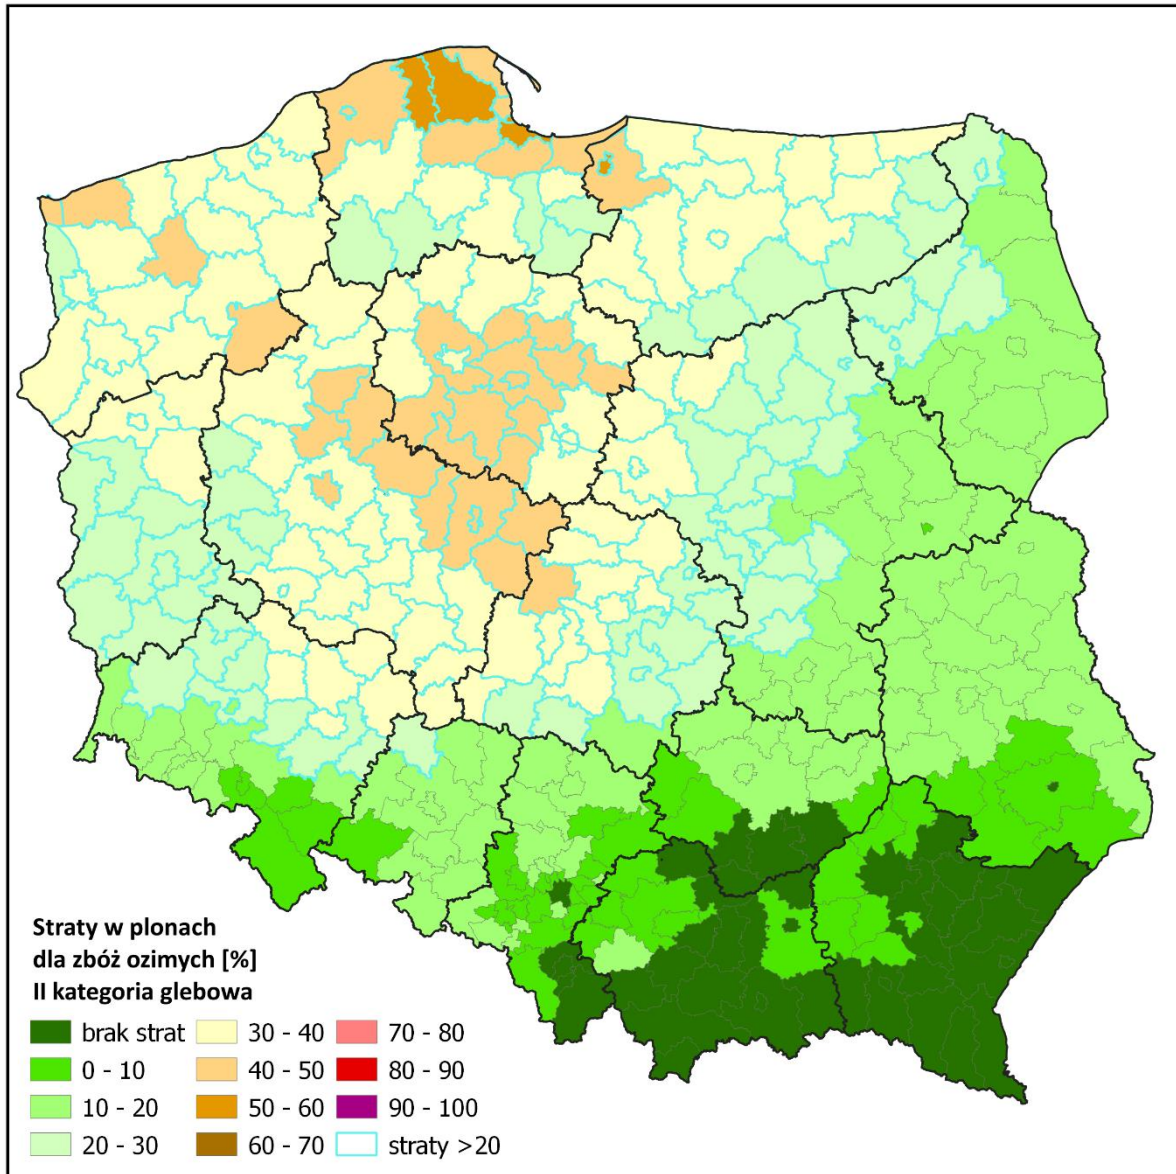 Straty w plonach
dla zbóż ozimych [%]
II kategoria glebowa
brak strat
0 - 10
10 - 20
20 - 30
30 - 40
40 - 50
50 - 60
60 - 70
70 - 80
80 - 90
90 - 100
straty >20